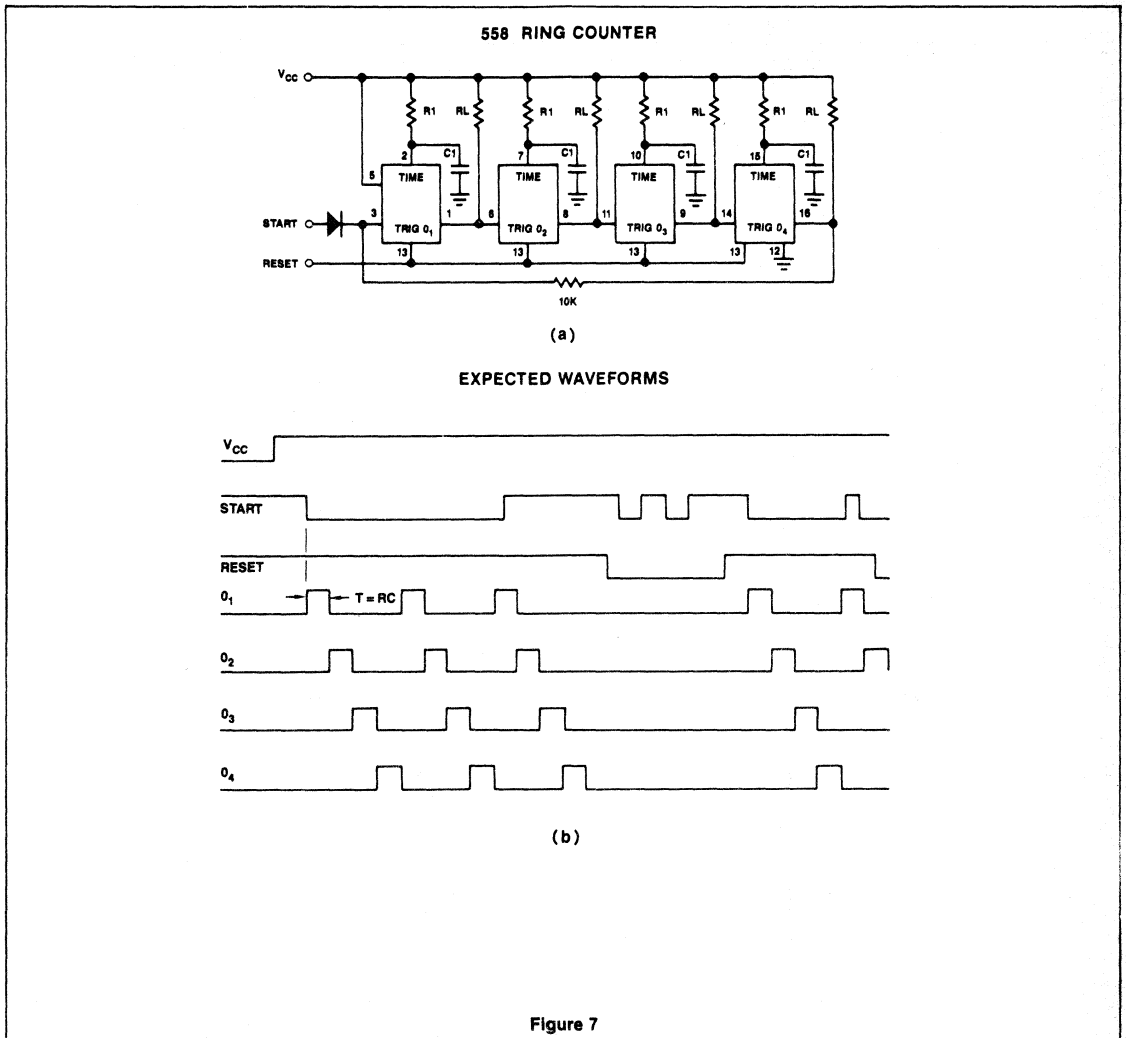 558 RING COUNTER
VCC
R1 RL R1 RL R1 RL R1 RL
2 C1 7 C1 10 C1 15 C1
5 TIME TIME TIME TIME
START 3 1 6 8 11 9 14 16
TRIG 01 TRIG 02 TRIG 03 TRIG 04
RESET 13 13 13 13 12
10K
(a)
EXPECTED WAVEFORMS
VCC
START
RESET
01 T = RC
02
03
04
(b)
Figure 7